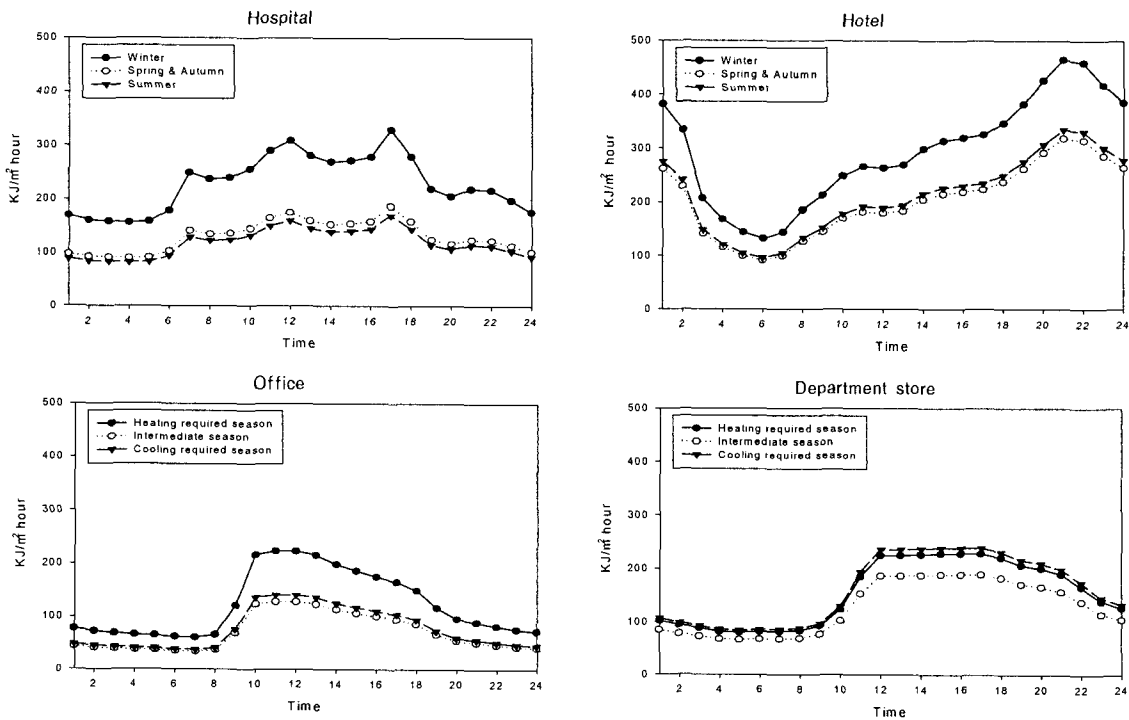 Hospital
500
400
300
200
100
0
KJ/㎡ hour
Winter
Spring & Autumn
Summer
2 4 6 8 10 12 14 16 18 20 22 24
Time
Hotel
500
400
300
200
100
0
KJ/㎡ hour
Winter
Spring & Autumn
Summer
2 4 6 8 10 12 14 16 18 20 22 24
Time
Office
500
400
300
200
100
0
KJ/㎡ hour
Heating required season
Intermediate season
Cooling required season
2 4 6 8 10 12 14 16 18 20 22 24
Time
Department store
500
400
300
200
100
0
KJ/㎡ hour
Heating required season
Intermediate season
Cooling required season
2 4 6 8 10 12 14 16 18 20 22 24
Time